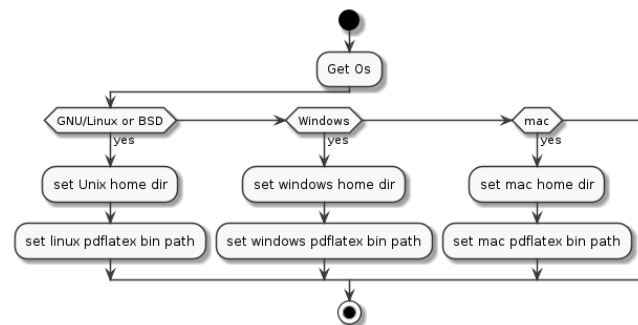 Get Os
GNU/Linux or BSD
Windows
mac
yes
yes
yes
set Unix home dir
set windows home dir
set mac home dir
set linux pdflatex bin path
set windows pdflatex bin path
set mac pdflatex bin path